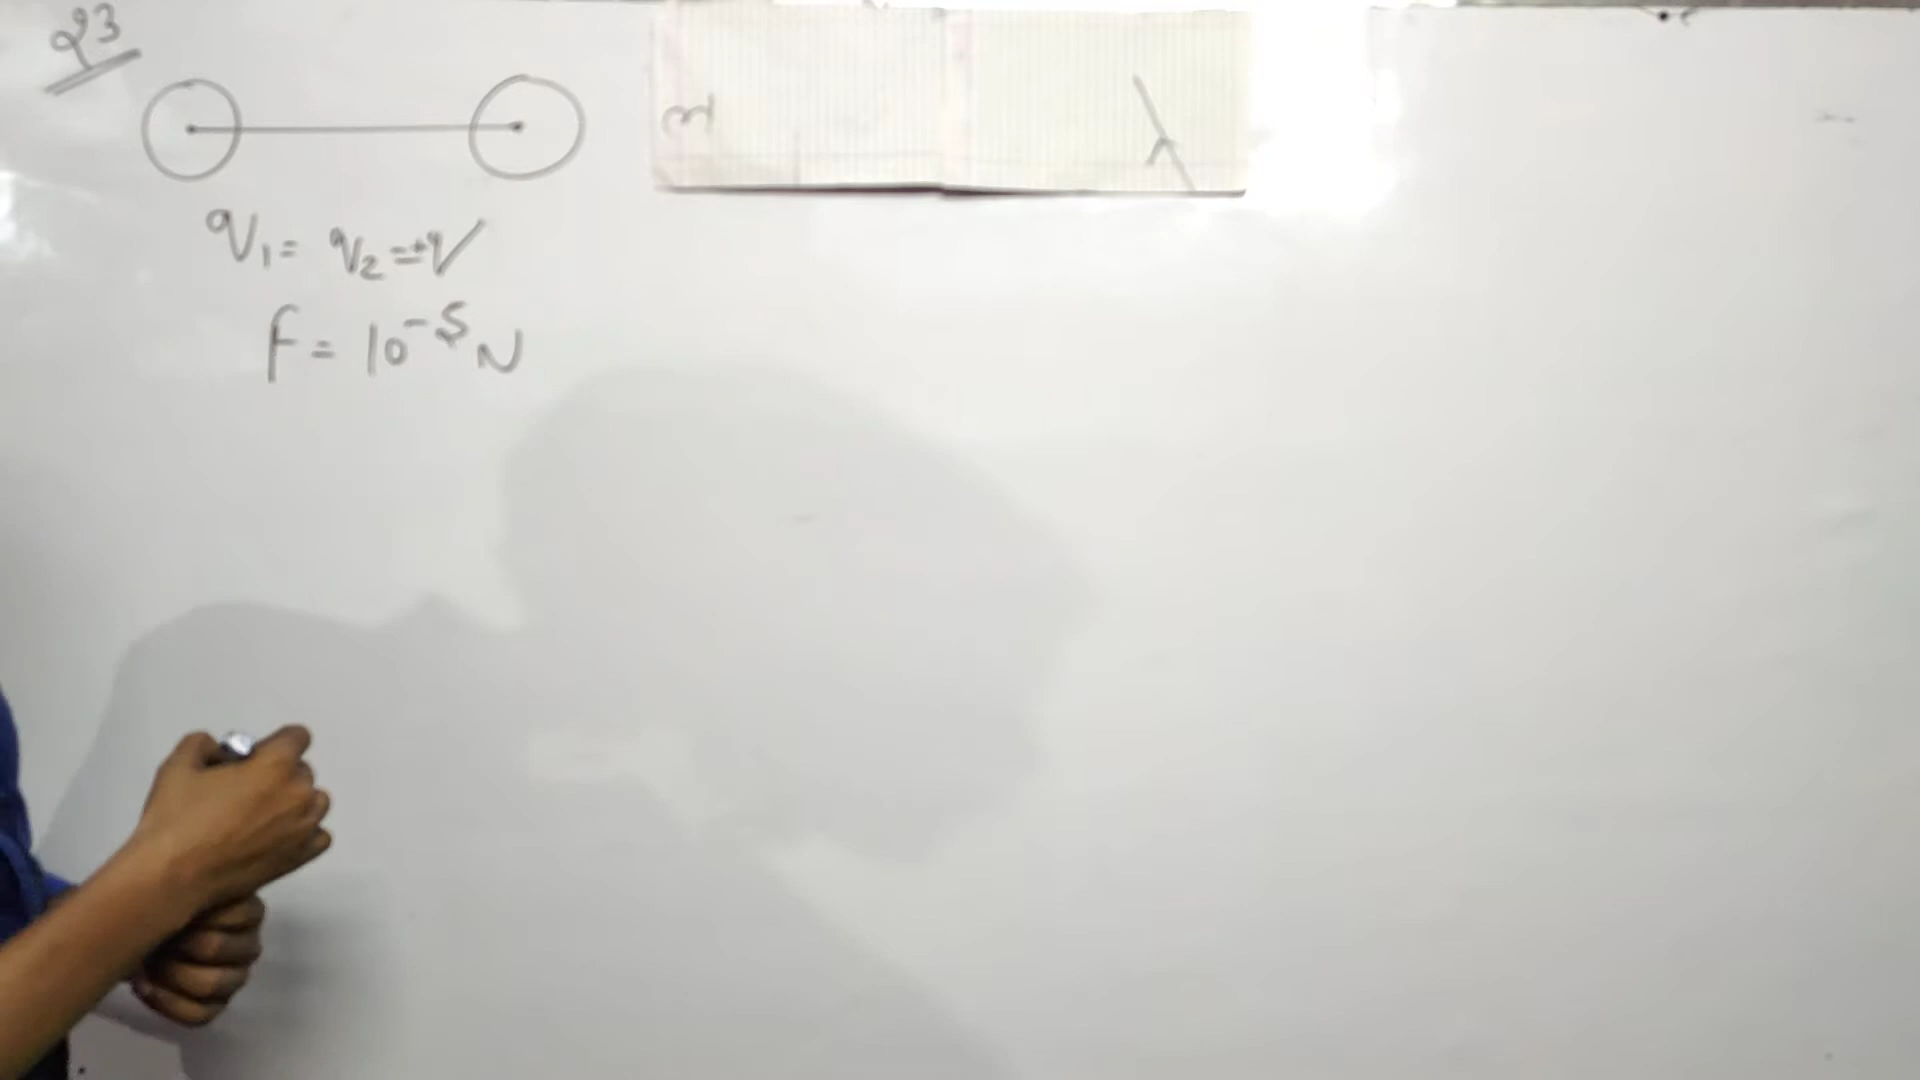 23
q₁ = q₂ = +q
F = 10⁻⁵ N